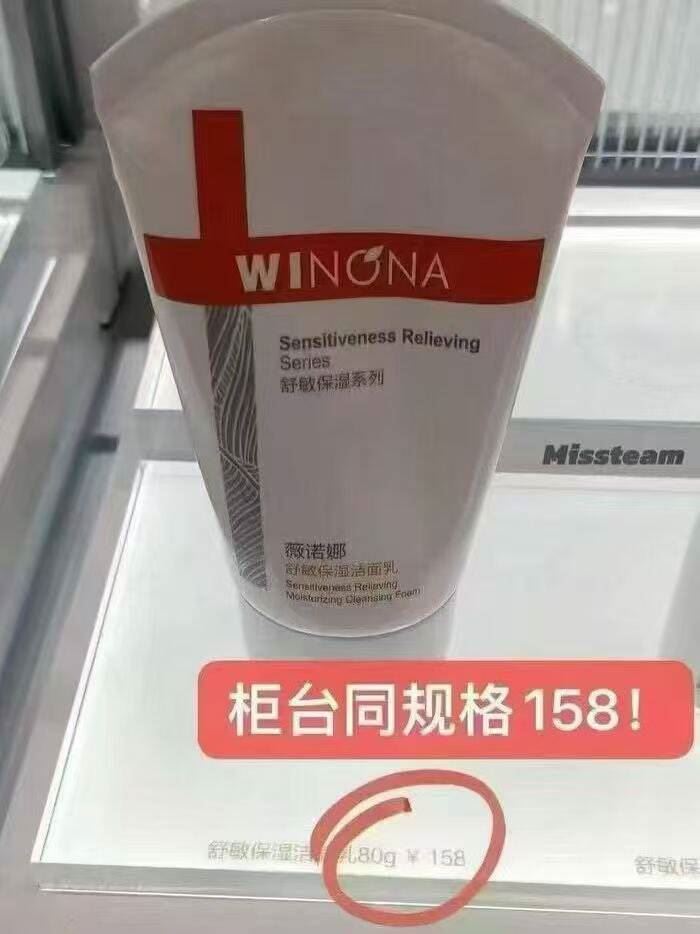 WINONA
Sensitiveness Relieving
Series
舒敏保湿系列
Missteam
薇诺娜
舒敏保湿洁面乳
Sensitiveness Relieving
Moisturizing Cleansing Foam
柜台同规格158!
舒敏保湿洁面乳80g ¥ 158
舒敏保